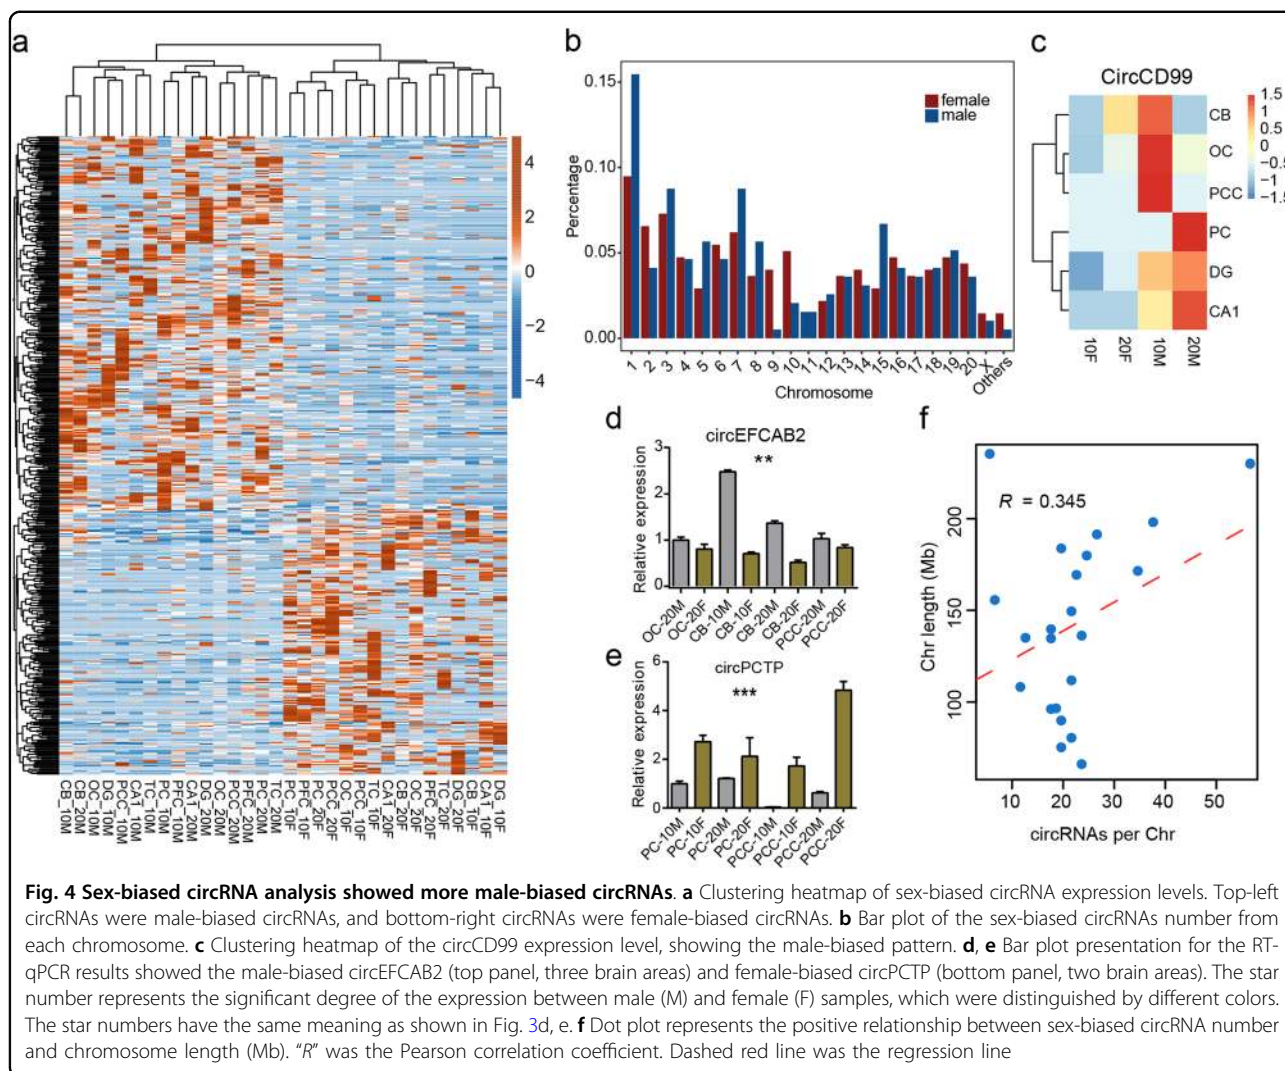 a
4
2
0
−2
−4
CB_10M
CB_20M
OC_10M
DG_10M
PCC_10M
CA1_10M
TC_10M
PC_10M
PFC_10M
CA1_20M
DG_20M
OC_20M
PCC_20M
PFC_20M
PC_20M
TC_20M
PC_10F
PFC_10F
PC_20F
PCC_20F
OC_10F
PCC_10F
TC_10F
CA1_20F
CB_20F
OC_20F
PFC_20F
TC_20F
DG_20F
CB_10F
CA1_10F
DG_10F
b
0.15
0.10
0.05
0.00
Percentage
female
male
1 2 3 4 5 6 7 8 9 10 11 12 13 14 15 16 17 18 19 20 X Others
Chromosome
c
CircCD99
1.5
1
0.5
0
−0.5
−1
−1.5
CB
OC
PCC
PC
DG
CA1
10F 20F 10M 20M
d
circEFCAB2
**
Relative expression
3
2
1
0
OC-20M
OC-20F
CB-10M
CB-10F
CB-20M
CB-20F
PCC-20M
PCC-20F
e
circPCTP
***
Relative expression
6
4
2
0
PC-10M
PC-10F
PC-20M
PC-20F
PCC-10M
PCC-10F
PCC-20M
PCC-20F
f
R = 0.345
Chr length (Mb)
200
150
100
10 20 30 40 50
circRNAs per Chr
Fig. 4 Sex-biased circRNA analysis showed more male-biased circRNAs. a Clustering heatmap of sex-biased circRNA expression levels. Top-left
circRNAs were male-biased circRNAs, and bottom-right circRNAs were female-biased circRNAs. b Bar plot of the sex-biased circRNAs number from
each chromosome. c Clustering heatmap of the circCD99 expression level, showing the male-biased pattern. d, e Bar plot presentation for the RT-
qPCR results showed the male-biased circEFCAB2 (top panel, three brain areas) and female-biased circPCTP (bottom panel, two brain areas). The star
number represents the significant degree of the expression between male (M) and female (F) samples, which were distinguished by different colors.
The star numbers have the same meaning as shown in Fig. 3d, e. f Dot plot represents the positive relationship between sex-biased circRNA number
and chromosome length (Mb). “R” was the Pearson correlation coefficient. Dashed red line was the regression line